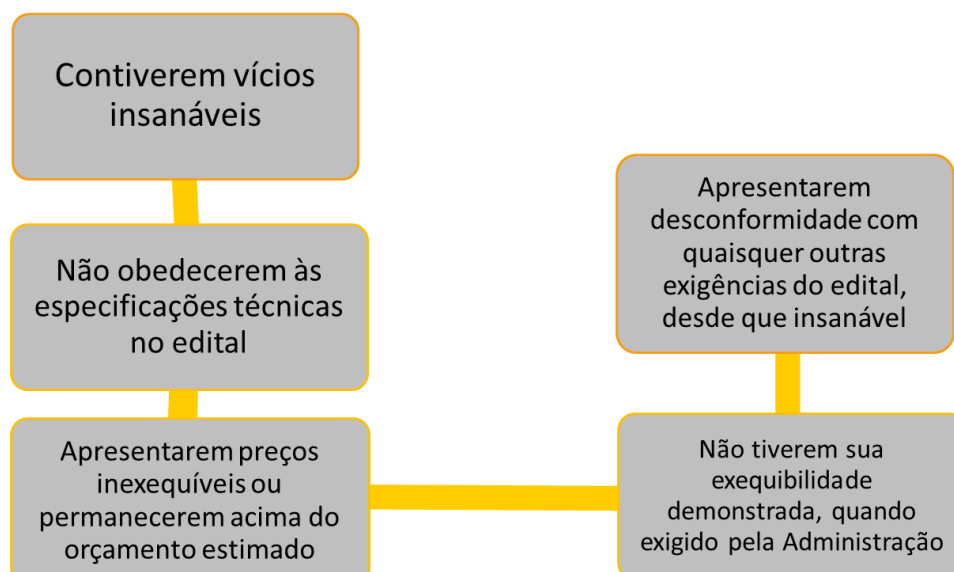 Contiverem vícios
insanáveis
Não obedecerem às
especificações técnicas
no edital
Apresentarem preços
inexequíveis ou
permanecerem acima do
orçamento estimado
Não tiverem sua
exequibilidade
demonstrada, quando
exigido pela Administração
Apresentarem
desconformidade com
quaisquer outras
exigências do edital,
desde que insanável